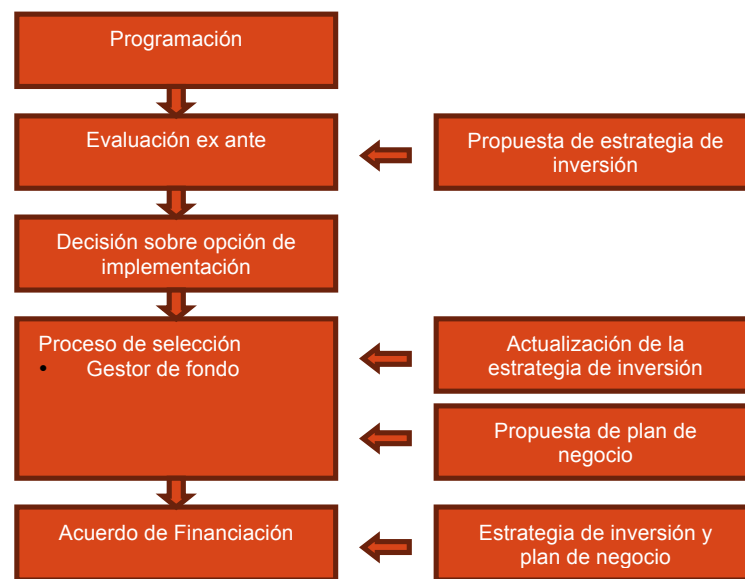 Programación
Evaluación ex ante
Propuesta de estrategia de
inversión
Decisión sobre opción de
implementación
Proceso de selección
• Gestor de fondo
Actualización de la
estrategia de inversión
Propuesta de plan de
negocio
Acuerdo de Financiación
Estrategia de inversión y
plan de negocio